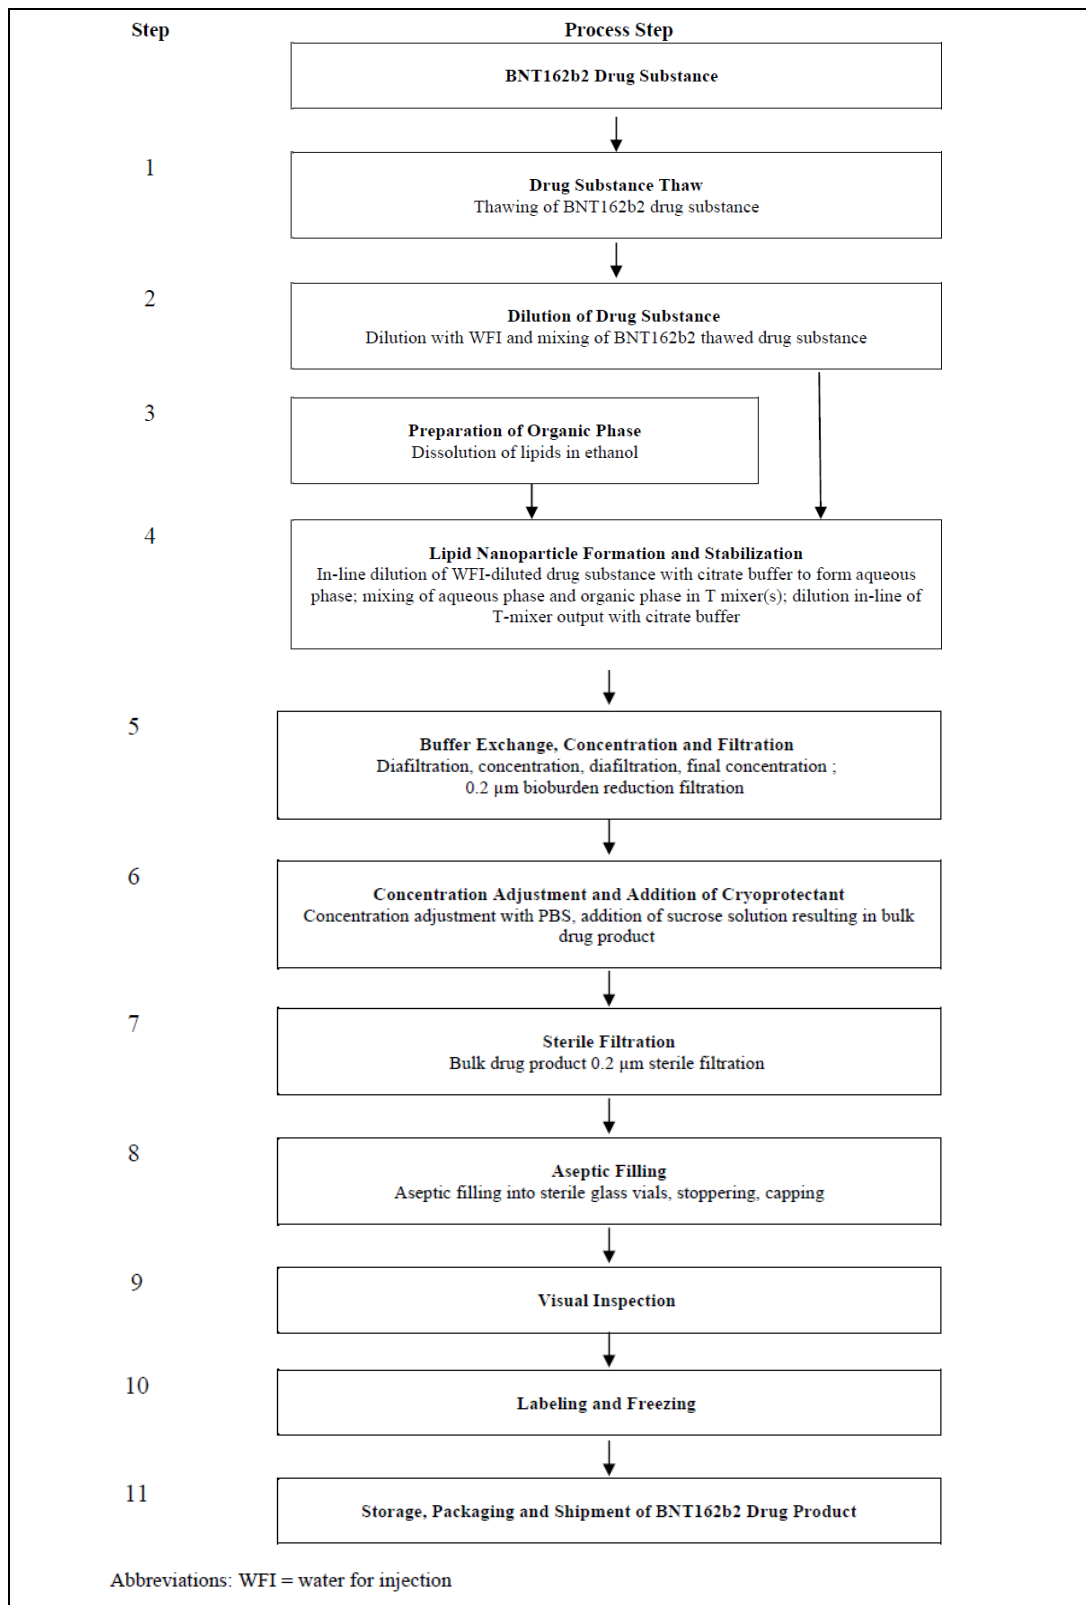 Step Process Step
BNT162b2 Drug Substance
1
Drug Substance Thaw
Thawing of BNT162b2 drug substance
2
Dilution of Drug Substance
Dilution with WFI and mixing of BNT162b2 thawed drug substance
3
Preparation of Organic Phase
Dissolution of lipids in ethanol
4
Lipid Nanoparticle Formation and Stabilization
In-line dilution of WFI-diluted drug substance with citrate buffer to form aqueous
phase; mixing of aqueous phase and organic phase in T mixer(s); dilution in-line of
T-mixer output with citrate buffer
5
Buffer Exchange, Concentration and Filtration
Diafiltration, concentration, diafiltration, final concentration ;
0.2 µm bioburden reduction filtration
6
Concentration Adjustment and Addition of Cryoprotectant
Concentration adjustment with PBS, addition of sucrose solution resulting in bulk
drug product
7
Sterile Filtration
Bulk drug product 0.2 µm sterile filtration
8
Aseptic Filling
Aseptic filling into sterile glass vials, stoppering, capping
9
Visual Inspection
10
Labeling and Freezing
11
Storage, Packaging and Shipment of BNT162b2 Drug Product
Abbreviations: WFI = water for injection